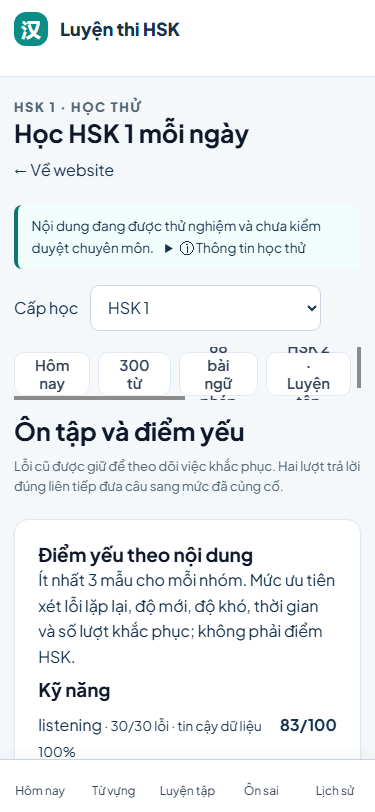 汉 Luyện thi HSK
HSK 1 · HỌC THỬ
Học HSK 1 mỗi ngày
← Về website
Nội dung đang được thử nghiệm và chưa kiểm
duyệt chuyên môn. ▶ ⓘ Thông tin học thử
Cấp học HSK 1
Hôm
nay
300
từ
68
bài
ngữ
pháp
HSK 2
·
Luyện
tập
Ôn tập và điểm yếu
Lỗi cũ được giữ để theo dõi việc khắc phục. Hai lượt trả lời
đúng liên tiếp đưa câu sang mức đã củng cố.
Điểm yếu theo nội dung
Ít nhất 3 mẫu cho mỗi nhóm. Mức ưu tiên
xét lỗi lặp lại, độ mới, độ khó, thời gian
và số lượt khắc phục; không phải điểm
HSK.
Kỹ năng
listening · 30/30 lỗi · tin cậy dữ liệu 83/100
100%
Hôm nay Từ vựng Luyện tập Ôn sai Lịch sử